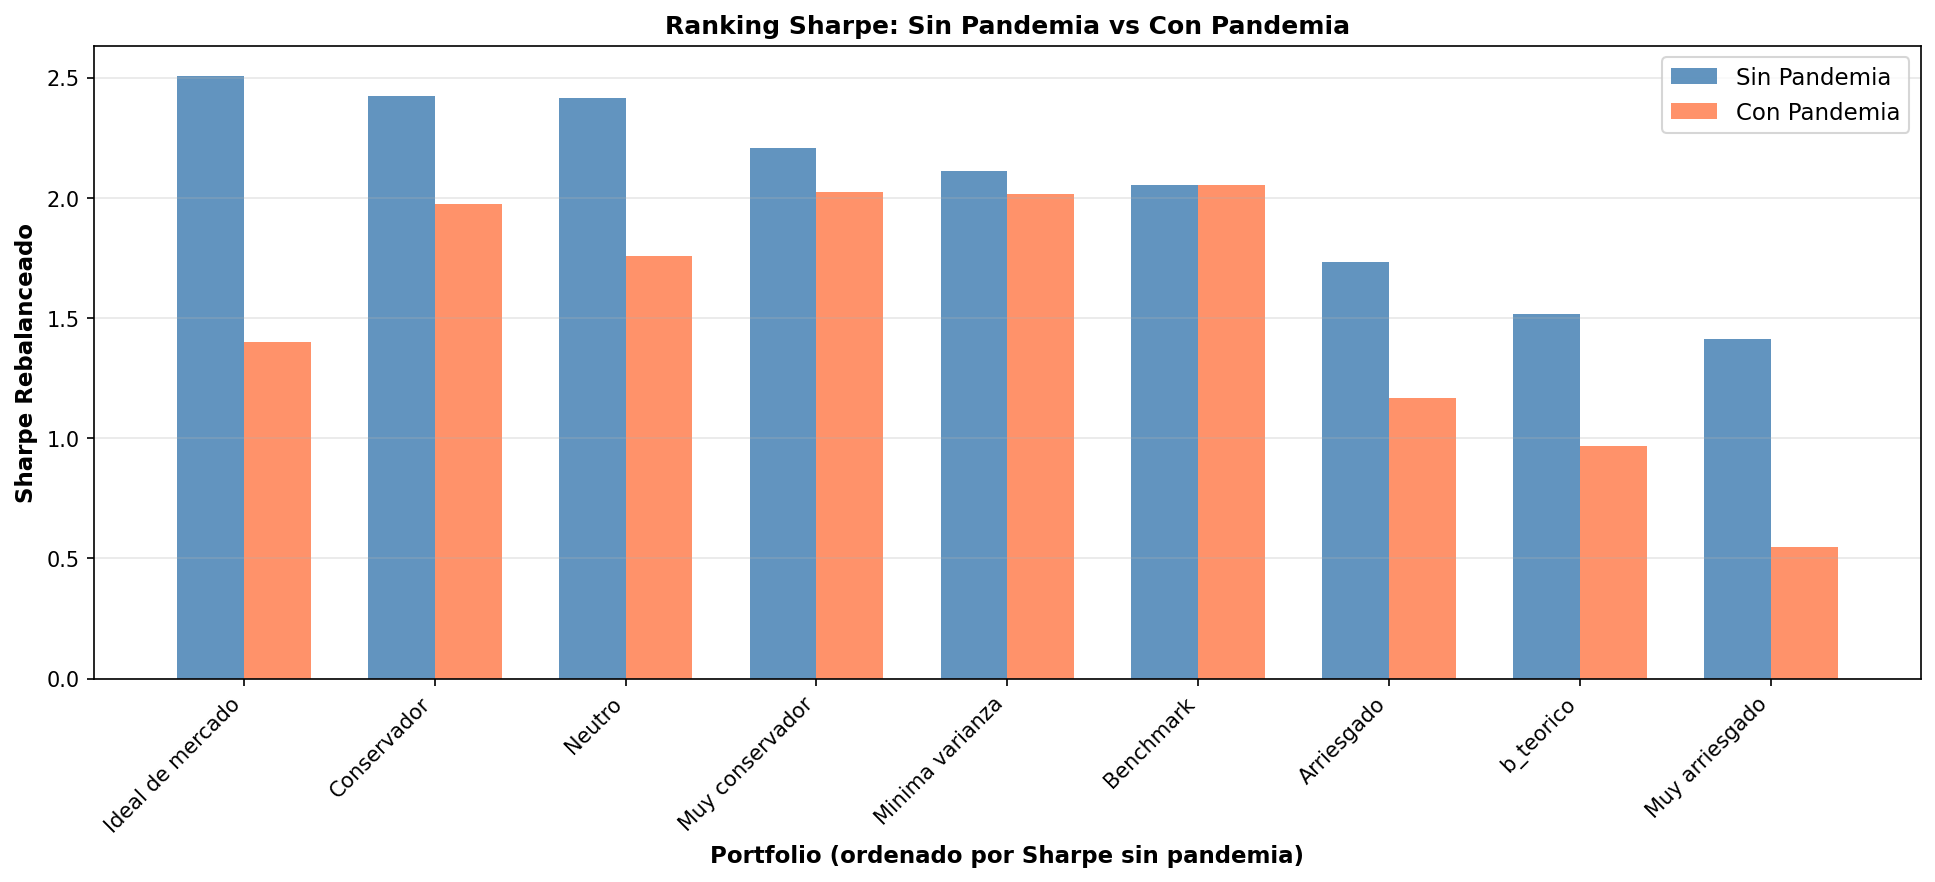 Ranking Sharpe: Sin Pandemia vs Con Pandemia
Sin Pandemia
Con Pandemia
Sharpe Rebalanceado
2.5
2.0
1.5
1.0
0.5
0.0
Ideal de mercado
Conservador
Neutro
Muy conservador
Minima varianza
Benchmark
Arriesgado
b_teorico
Muy arriesgado
Portfolio (ordenado por Sharpe sin pandemia)